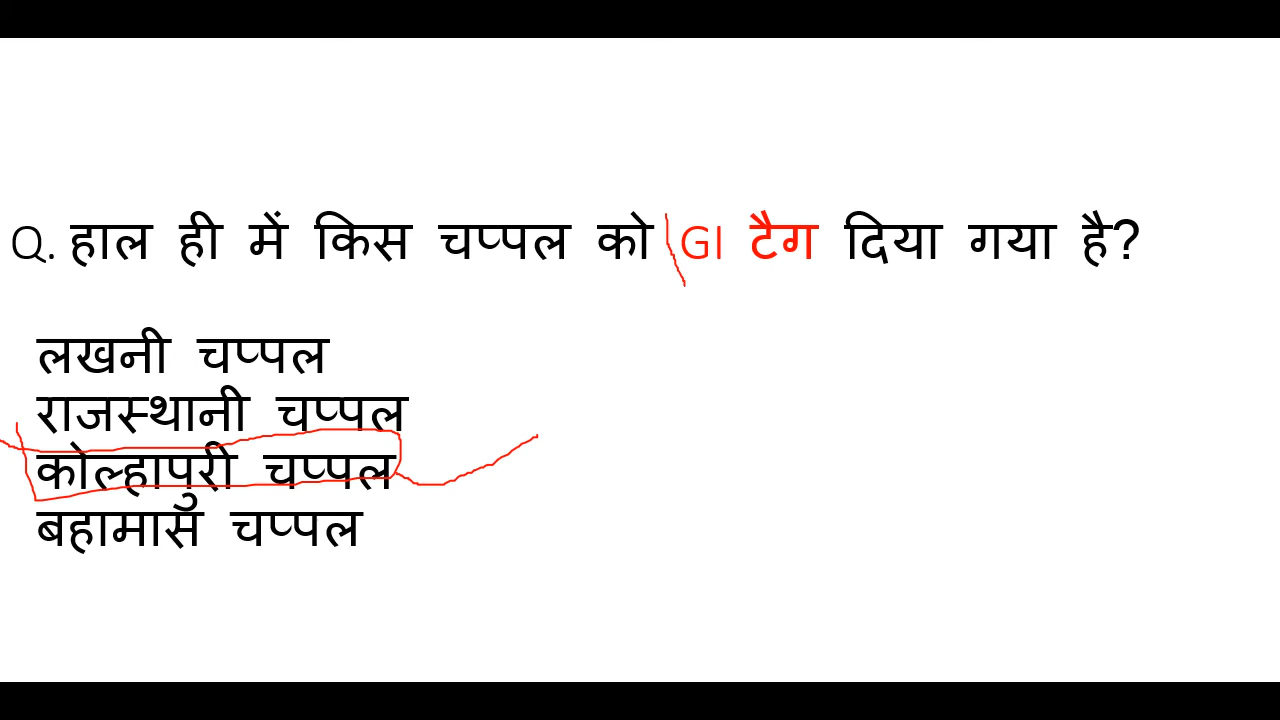 Q. हाल ही में किस चप्पल को GI टैग दिया गया है?
लखनी चप्पल
राजस्थानी चप्पल
कोल्हापुरी चप्पल
बहामास चप्पल